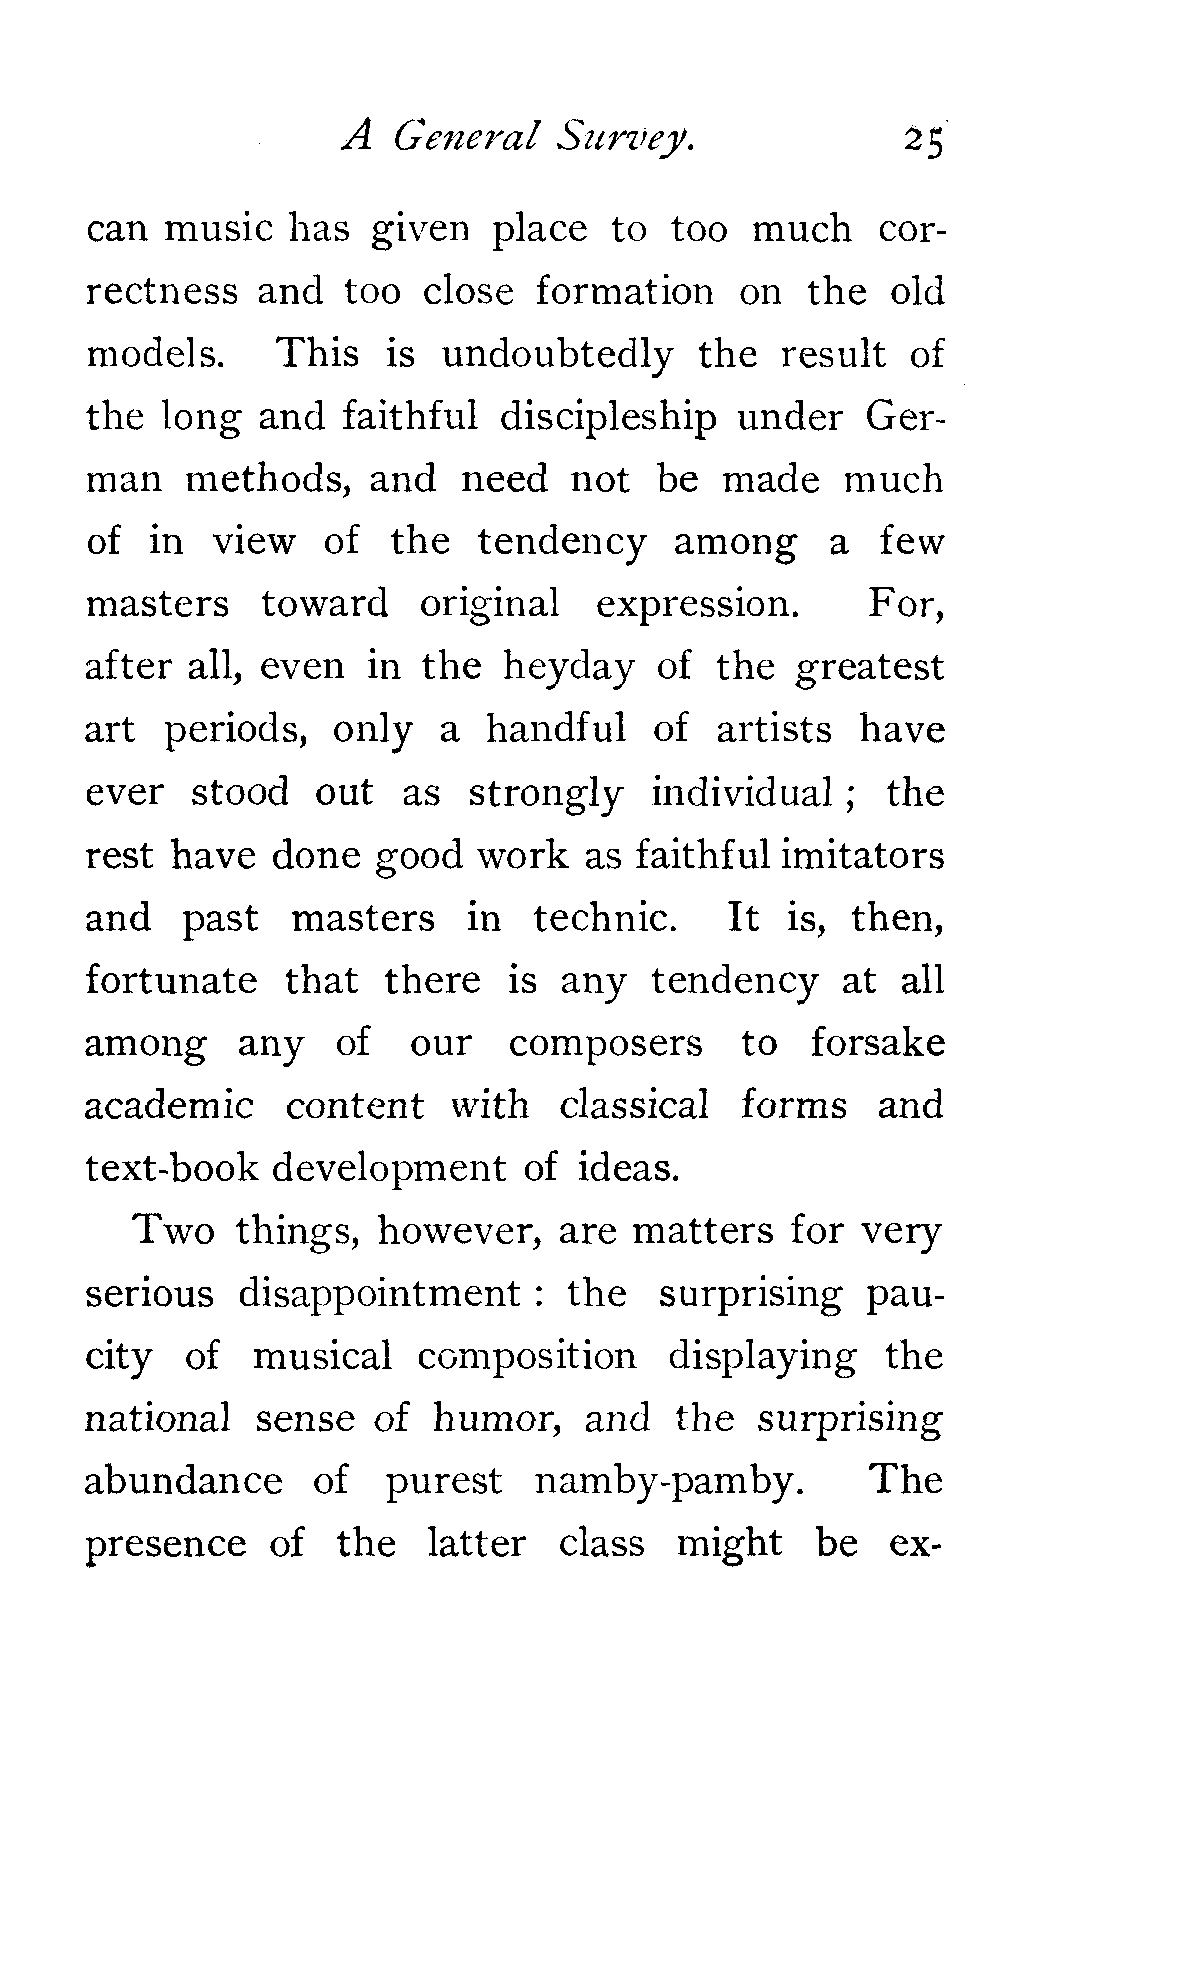 A General Survey. 25
can music has given place to too much cor-
rectness and too close formation on the old
models. This is undoubtedly the result of
the long and faithful discipleship under Ger-
man methods, and need not be made much
of in view of the tendency among a few
masters toward original expression. For,
after all, even in the heyday of the greatest
art periods, only a handful of artists have
ever stood out as strongly individual ; the
rest have done good work as faithful imitators
and past masters in technic. It is, then,
fortunate that there is any tendency at all
among any of our composers to forsake
academic content with classical forms and
text-book development of ideas.
Two things, however, are matters for very
serious disappointment : the surprising pau-
city of musical composition displaying the
national sense of humor, and the surprising
abundance of purest namby-pamby. The
presence of the latter class might be ex-